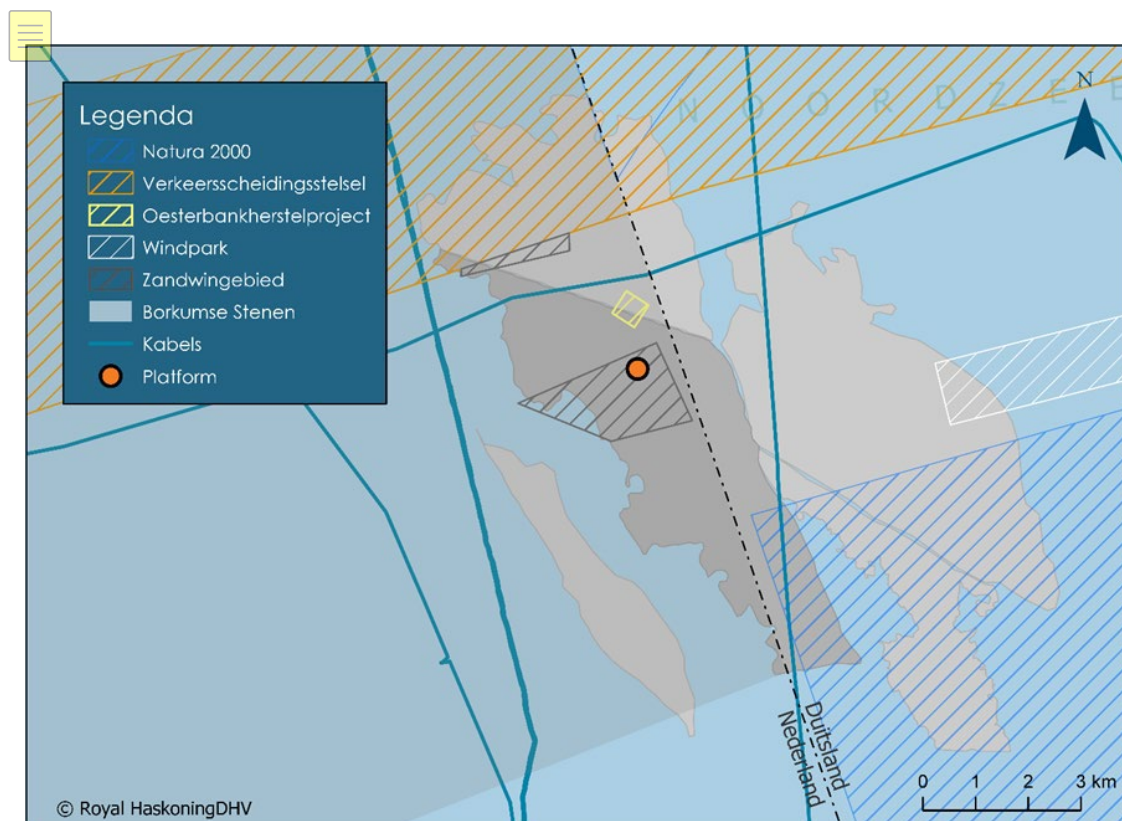 NOORDZEE
N
Legenda
Natura 2000
Verkeersscheidingsstelsel
Oesterbankherstelproject
Windpark
Zandwingebied
Borkumse Stenen
Kabels
Platform
Duitsland
Nederland
0 1 2 3 km
© Royal HaskoningDHV